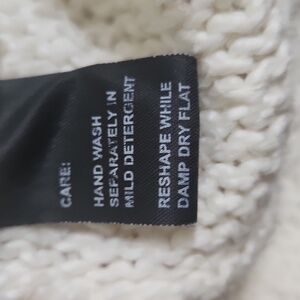 CARE:
HAND WASH
SEPARATELY IN
MILD DETERGENT
RESHAPE WHILE
DAMP DRY FLAT